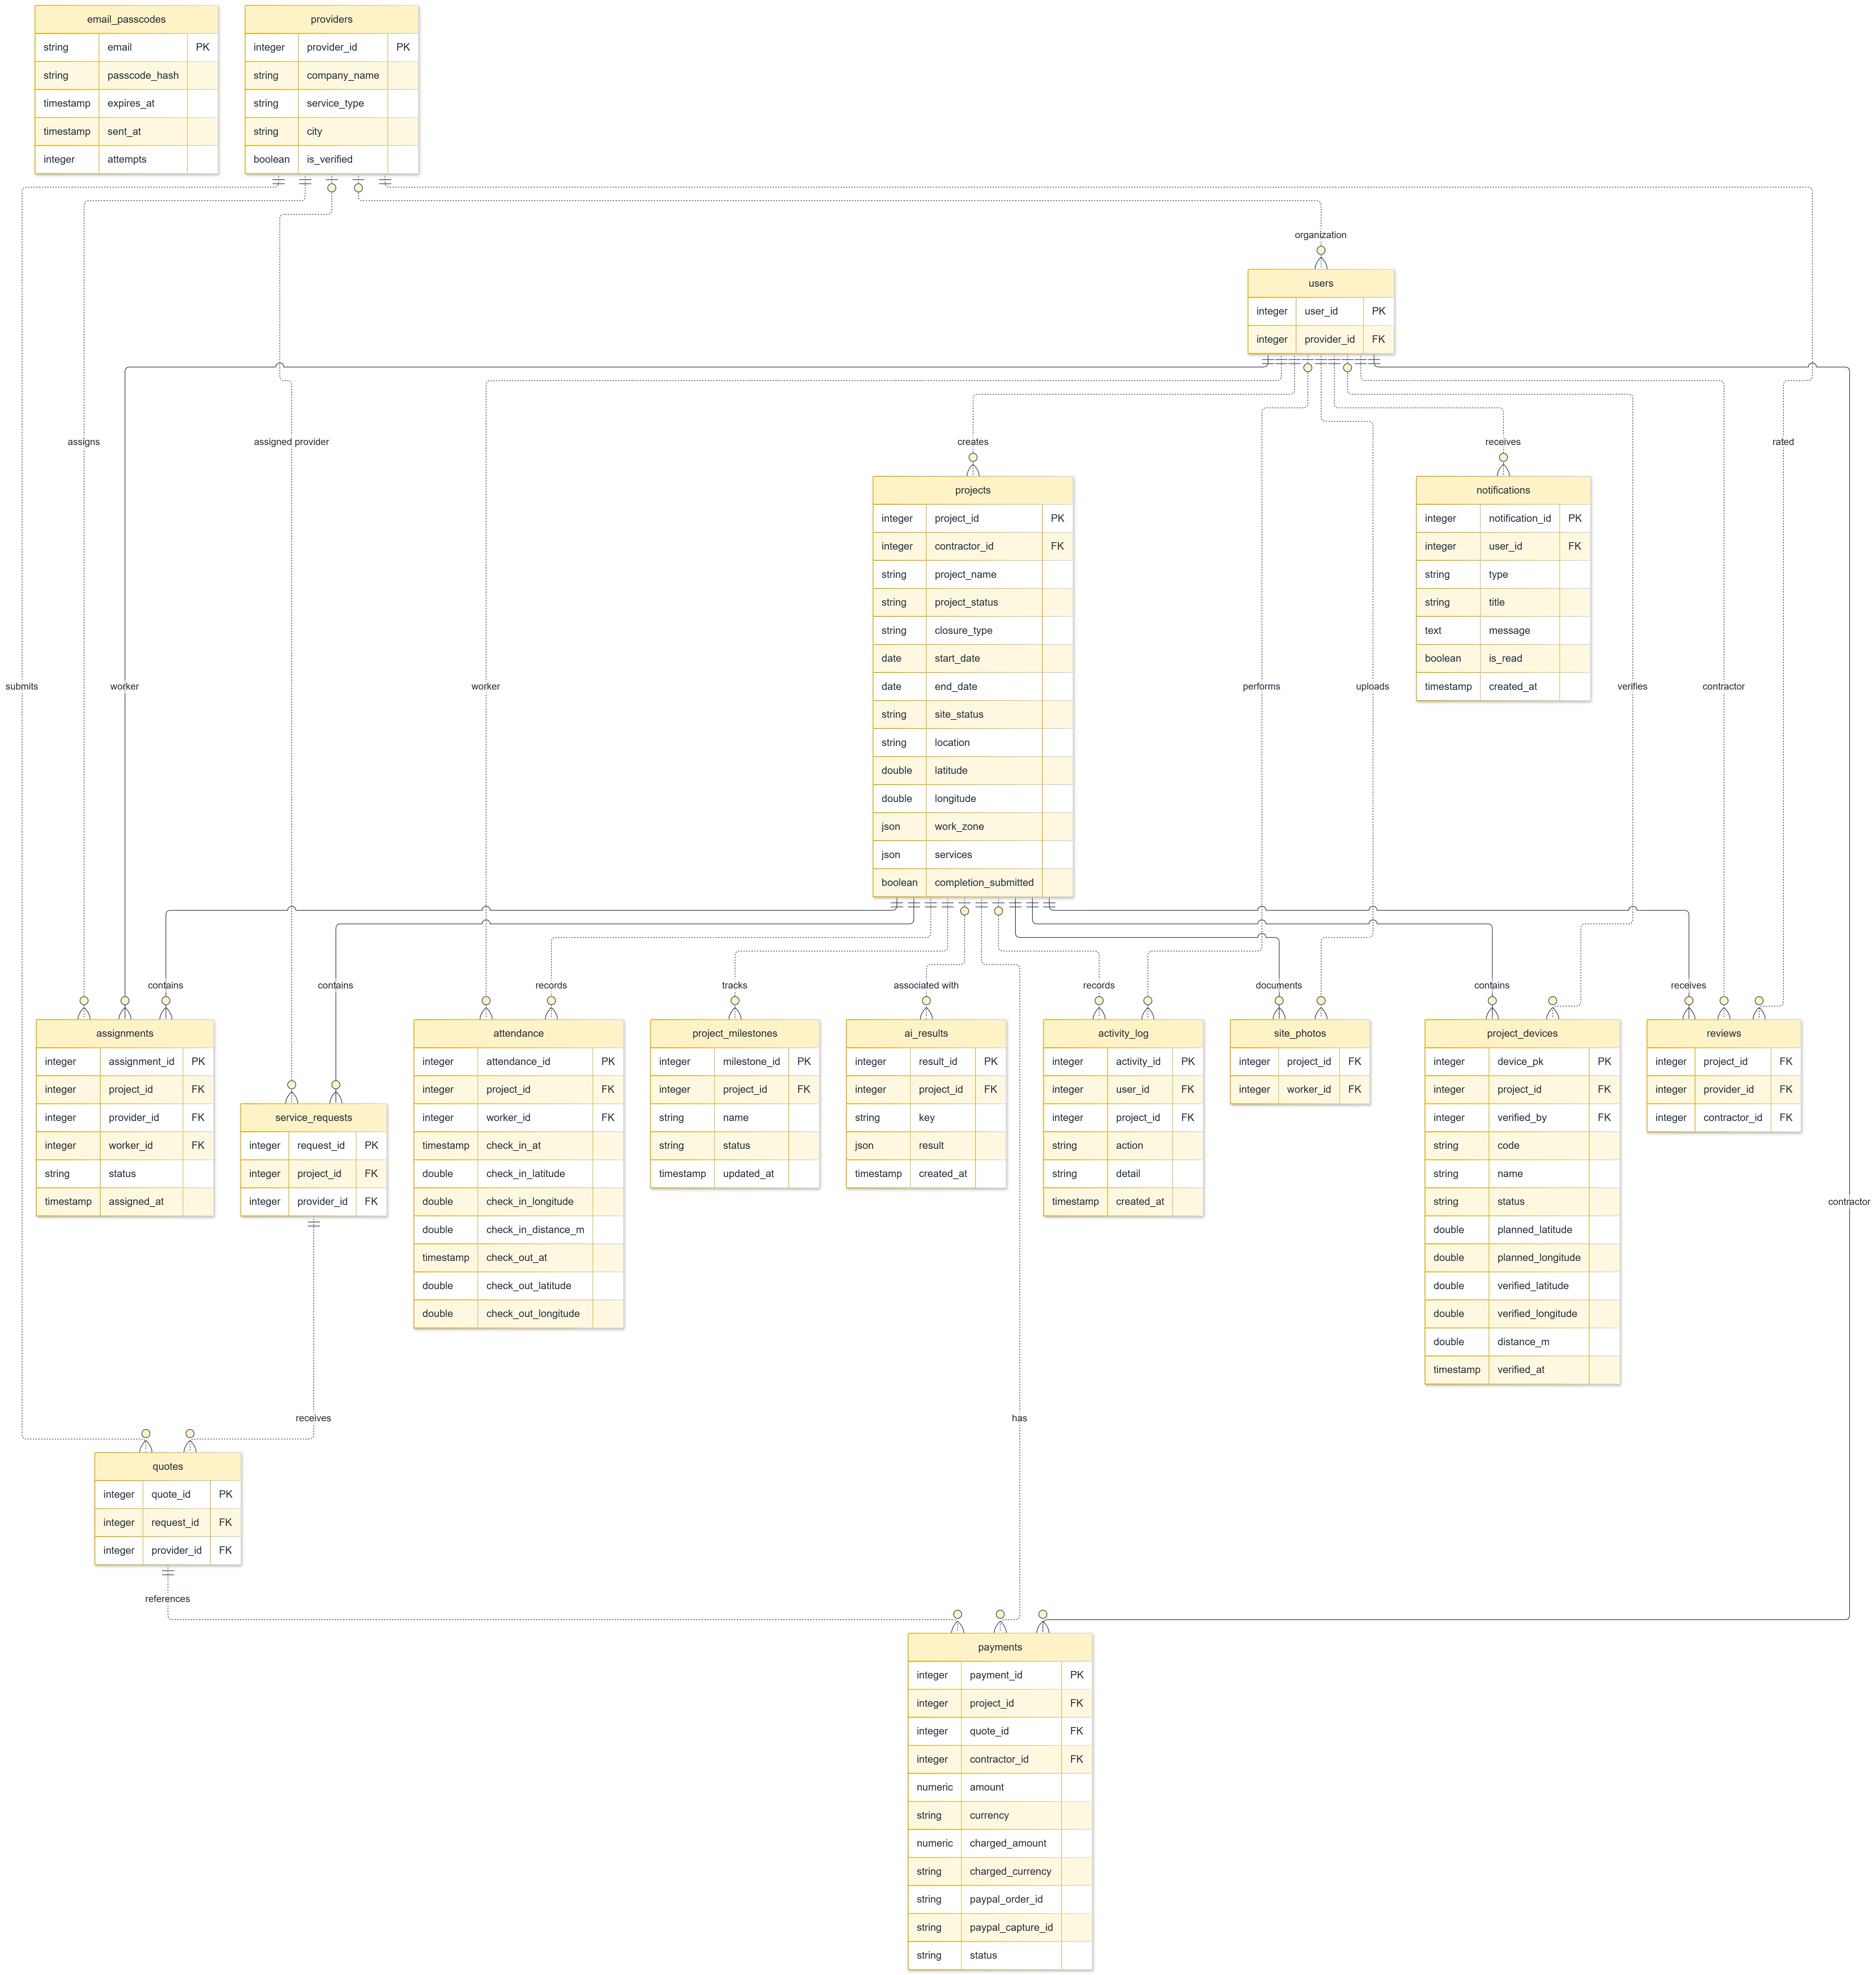 email_passcodes
string email PK
string passcode_hash
timestamp expires_at
timestamp sent_at
integer attempts
providers
integer provider_id PK
string company_name
string service_type
string city
boolean is_verified
organization
users
integer user_id PK
integer provider_id FK
assigns
assigned provider
creates
receives
rated
projects
integer project_id PK
integer contractor_id FK
string project_name
string project_status
string closure_type
date start_date
date end_date
string site_status
string location
double latitude
double longitude
json work_zone
json services
boolean completion_submitted
notifications
integer notification_id PK
integer user_id FK
string type
string title
text message
boolean is_read
timestamp created_at
submits
worker
worker
performs
uploads
verifies
contractor
contains
contains
records
tracks
associated with
records
documents
contains
receives
assignments
integer assignment_id PK
integer project_id FK
integer provider_id FK
integer worker_id FK
string status
timestamp assigned_at
service_requests
integer request_id PK
integer project_id FK
integer provider_id FK
attendance
integer attendance_id PK
integer project_id FK
integer worker_id FK
timestamp check_in_at
double check_in_latitude
double check_in_longitude
double check_in_distance_m
timestamp check_out_at
double check_out_latitude
double check_out_longitude
project_milestones
integer milestone_id PK
integer project_id FK
string name
string status
timestamp updated_at
ai_results
integer result_id PK
integer project_id FK
string key
json result
timestamp created_at
activity_log
integer activity_id PK
integer user_id FK
integer project_id FK
string action
string detail
timestamp created_at
site_photos
integer project_id FK
integer worker_id FK
project_devices
integer device_pk PK
integer project_id FK
integer verified_by FK
string code
string name
string status
double planned_latitude
double planned_longitude
double verified_latitude
double verified_longitude
double distance_m
timestamp verified_at
reviews
integer project_id FK
integer provider_id FK
integer contractor_id FK
contractor
receives
has
quotes
integer quote_id PK
integer request_id FK
integer provider_id FK
references
payments
integer payment_id PK
integer project_id FK
integer quote_id FK
integer contractor_id FK
numeric amount
string currency
numeric charged_amount
string charged_currency
string paypal_order_id
string paypal_capture_id
string status